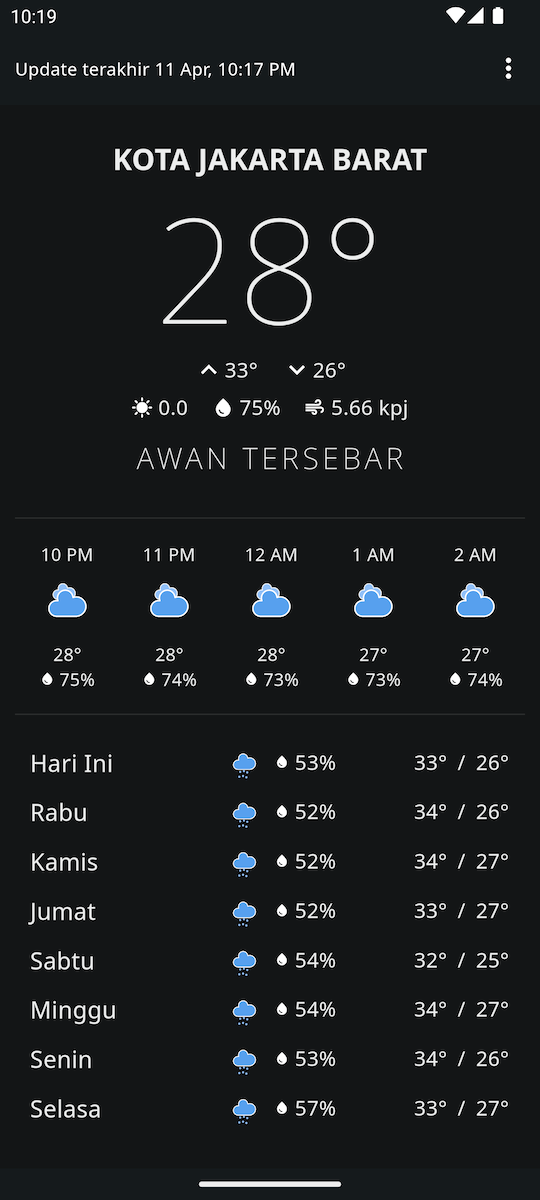 10:19
Update terakhir 11 Apr, 10:17 PM
KOTA JAKARTA BARAT
28°
33° 26°
0.0 75% 5.66 kpj
AWAN TERSEBAR
10 PM 11 PM 12 AM 1 AM 2 AM
28° 28° 28° 27° 27°
75% 74% 73% 73% 74%
Hari Ini 53% 33° / 26°
Rabu 52% 34° / 26°
Kamis 52% 34° / 27°
Jumat 52% 33° / 27°
Sabtu 54% 32° / 25°
Minggu 54% 34° / 27°
Senin 53% 34° / 26°
Selasa 57% 33° / 27°